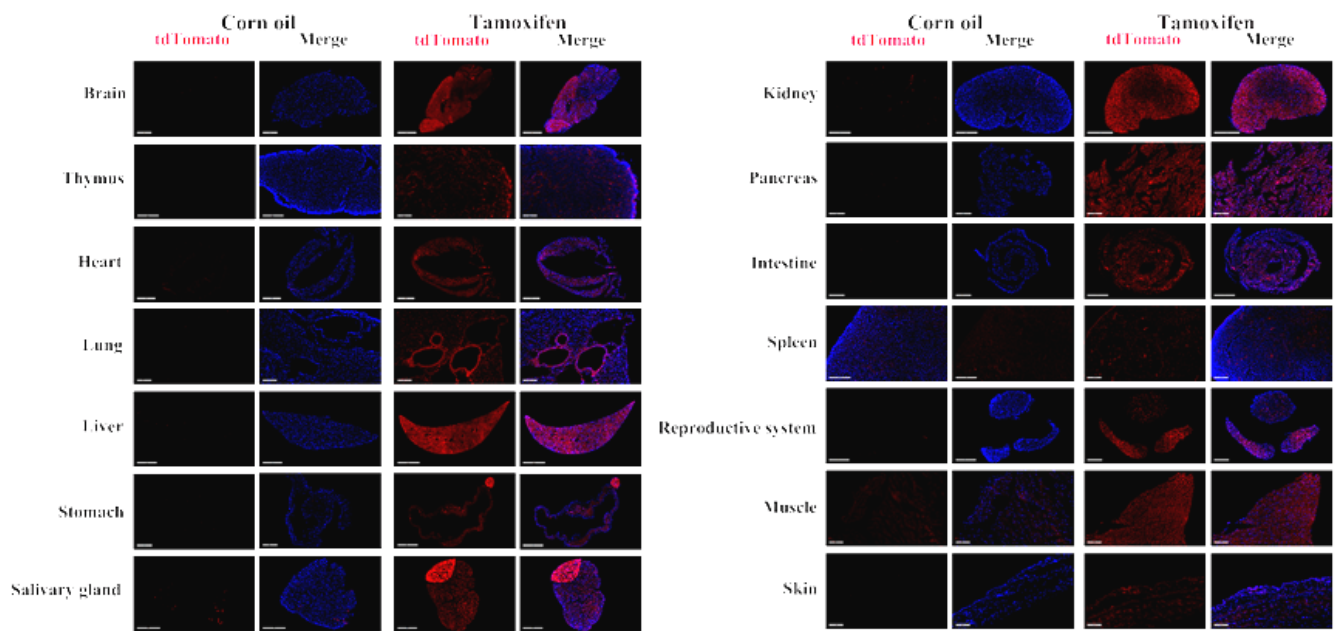 Corn oil Tamoxifen
tdTomato Merge tdTomato Merge
Brain
Thymus
Heart
Lung
Liver
Stomach
Salivary gland
Corn oil Tamoxifen
tdTomato Merge tdTomato Merge
Kidney
Pancreas
Intestine
Spleen
Reproductive system
Muscle
Skin